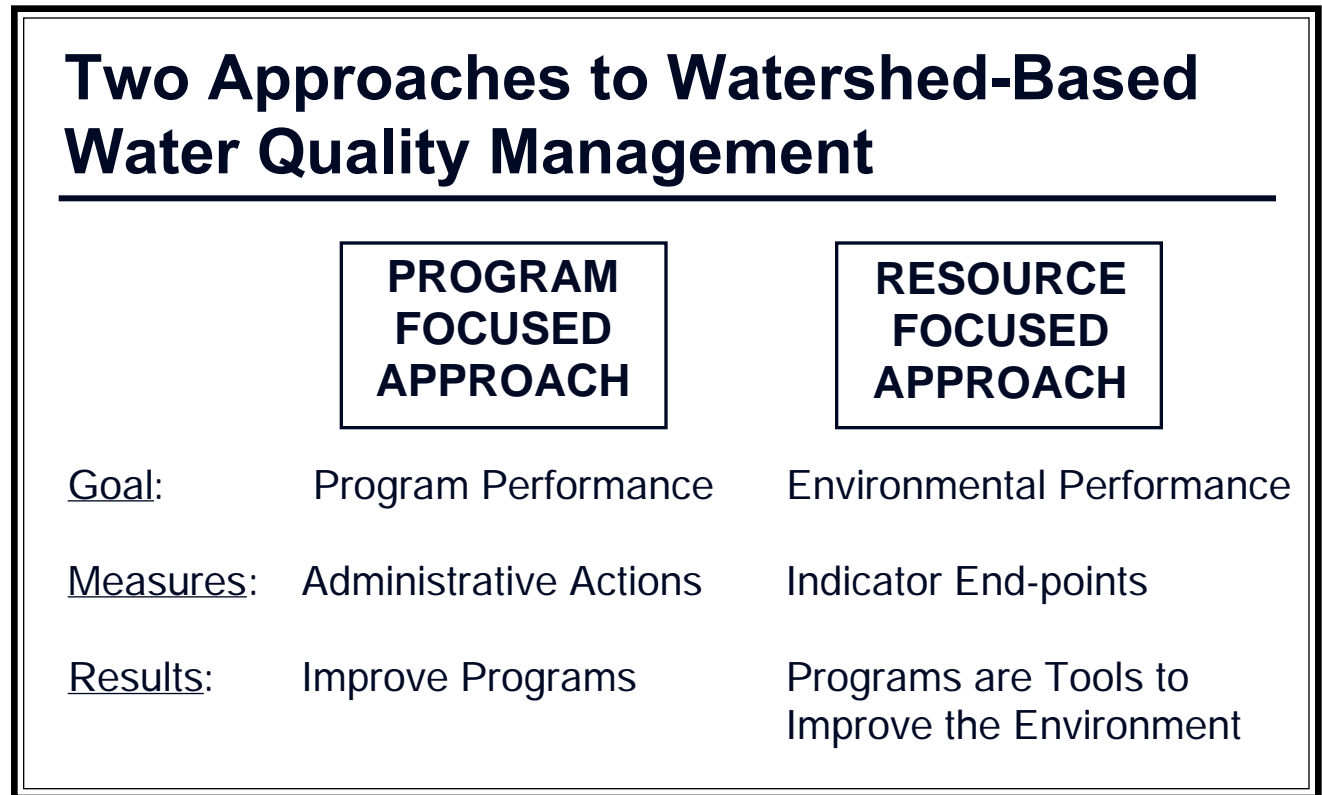 Two Approaches to Watershed-Based
Water Quality Management
PROGRAM
FOCUSED
APPROACH
RESOURCE
FOCUSED
APPROACH
Goal: Program Performance Environmental Performance
Measures: Administrative Actions Indicator End-points
Results: Improve Programs Programs are Tools to
Improve the Environment